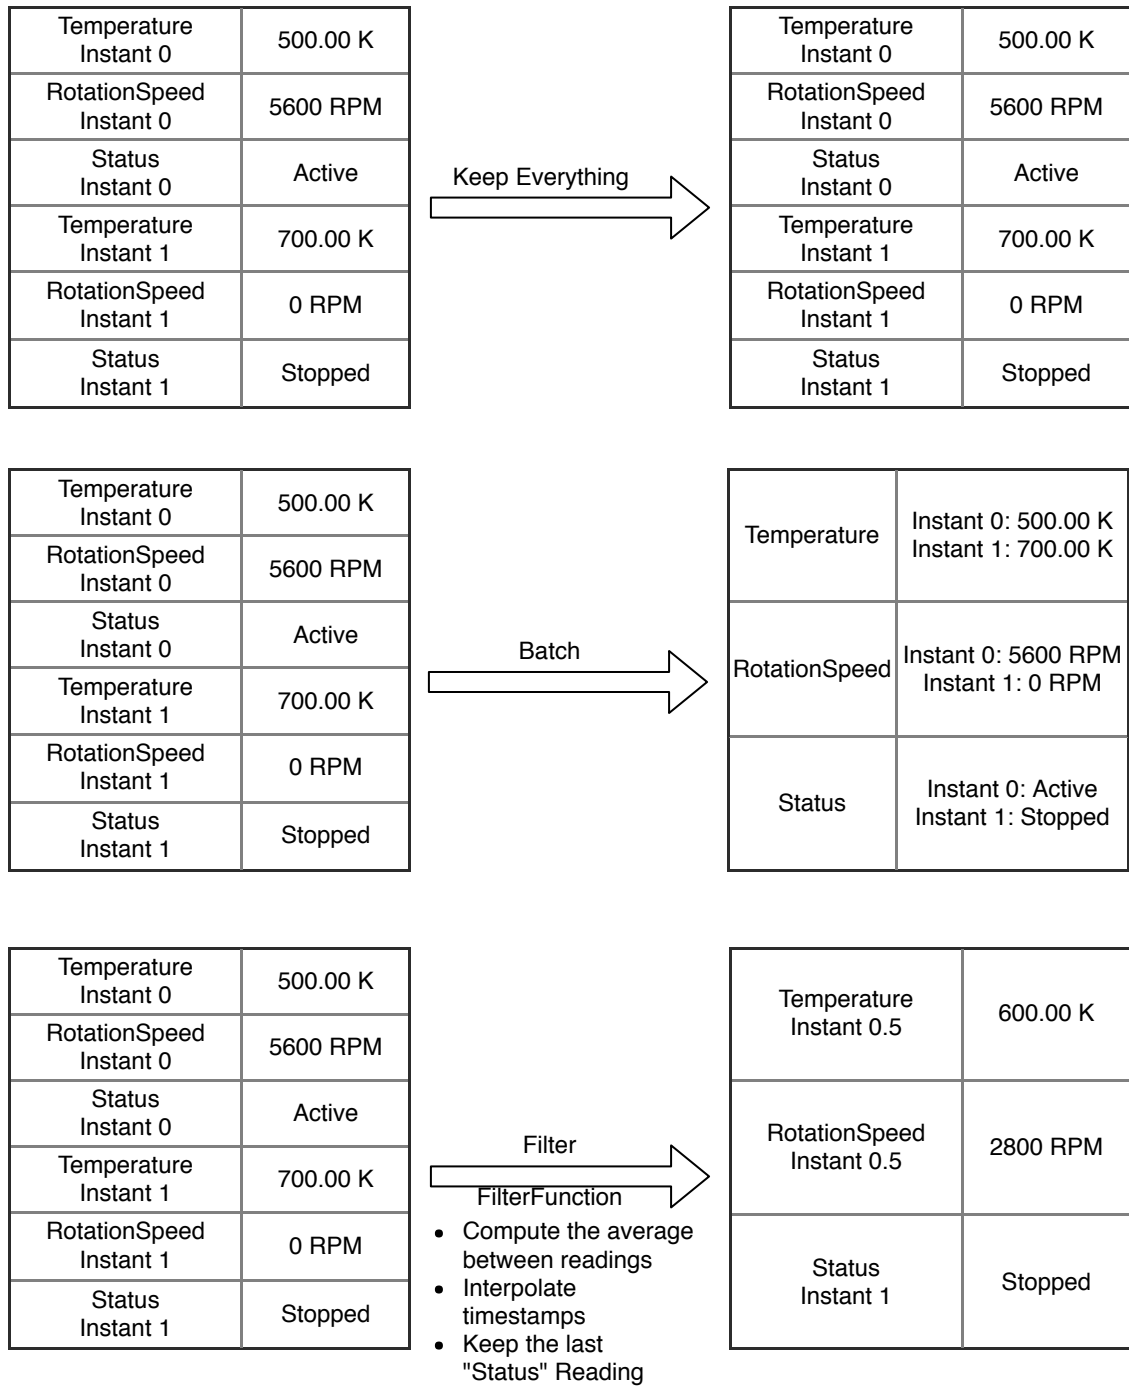 Temperature
Instant 0
500.00 K
RotationSpeed
Instant 0
5600 RPM
Status
Instant 0
Active
Temperature
Instant 1
700.00 K
RotationSpeed
Instant 1
0 RPM
Status
Instant 1
Stopped
Keep Everything
Temperature
Instant 0
500.00 K
RotationSpeed
Instant 0
5600 RPM
Status
Instant 0
Active
Temperature
Instant 1
700.00 K
RotationSpeed
Instant 1
0 RPM
Status
Instant 1
Stopped
Temperature
Instant 0
500.00 K
RotationSpeed
Instant 0
5600 RPM
Status
Instant 0
Active
Temperature
Instant 1
700.00 K
RotationSpeed
Instant 1
0 RPM
Status
Instant 1
Stopped
Batch
Temperature
Instant 0: 500.00 K
Instant 1: 700.00 K
RotationSpeed
Instant 0: 5600 RPM
Instant 1: 0 RPM
Status
Instant 0: Active
Instant 1: Stopped
Temperature
Instant 0
500.00 K
RotationSpeed
Instant 0
5600 RPM
Status
Instant 0
Active
Temperature
Instant 1
700.00 K
RotationSpeed
Instant 1
0 RPM
Status
Instant 1
Stopped
Filter
FilterFunction
• Compute the average
between readings
• Interpolate
timestamps
• Keep the last
"Status" Reading
Temperature
Instant 0.5
600.00 K
RotationSpeed
Instant 0.5
2800 RPM
Status
Instant 1
Stopped